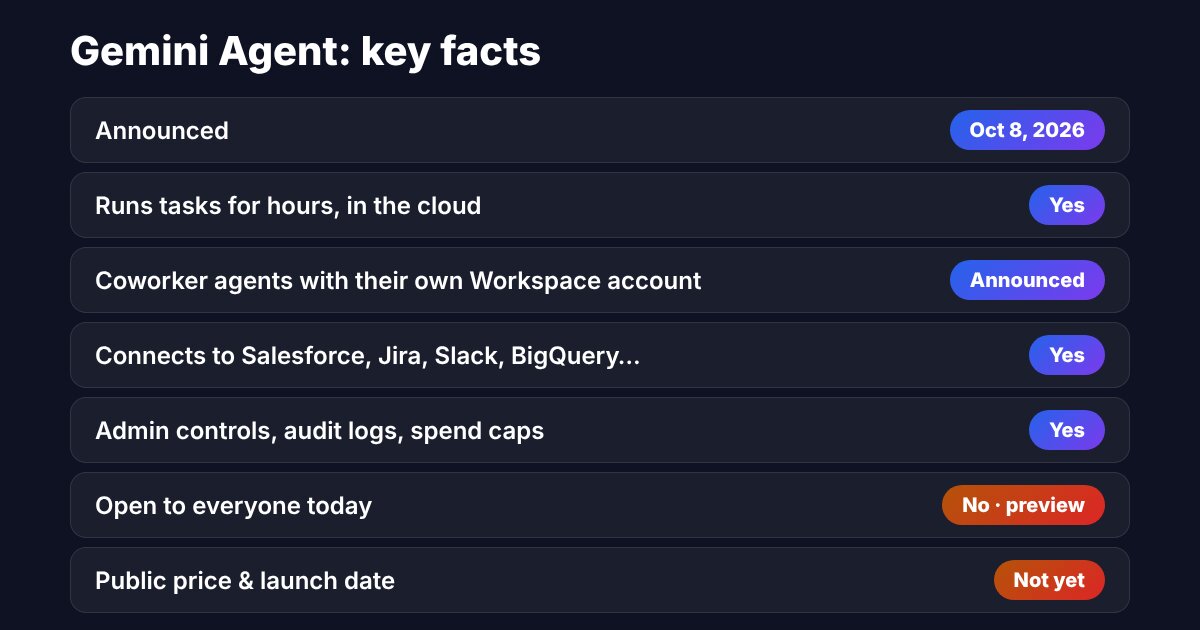 Gemini Agent: key facts
Announced Oct 8, 2026
Runs tasks for hours, in the cloud Yes
Coworker agents with their own Workspace account Announced
Connects to Salesforce, Jira, Slack, BigQuery... Yes
Admin controls, audit logs, spend caps Yes
Open to everyone today No · preview
Public price & launch date Not yet